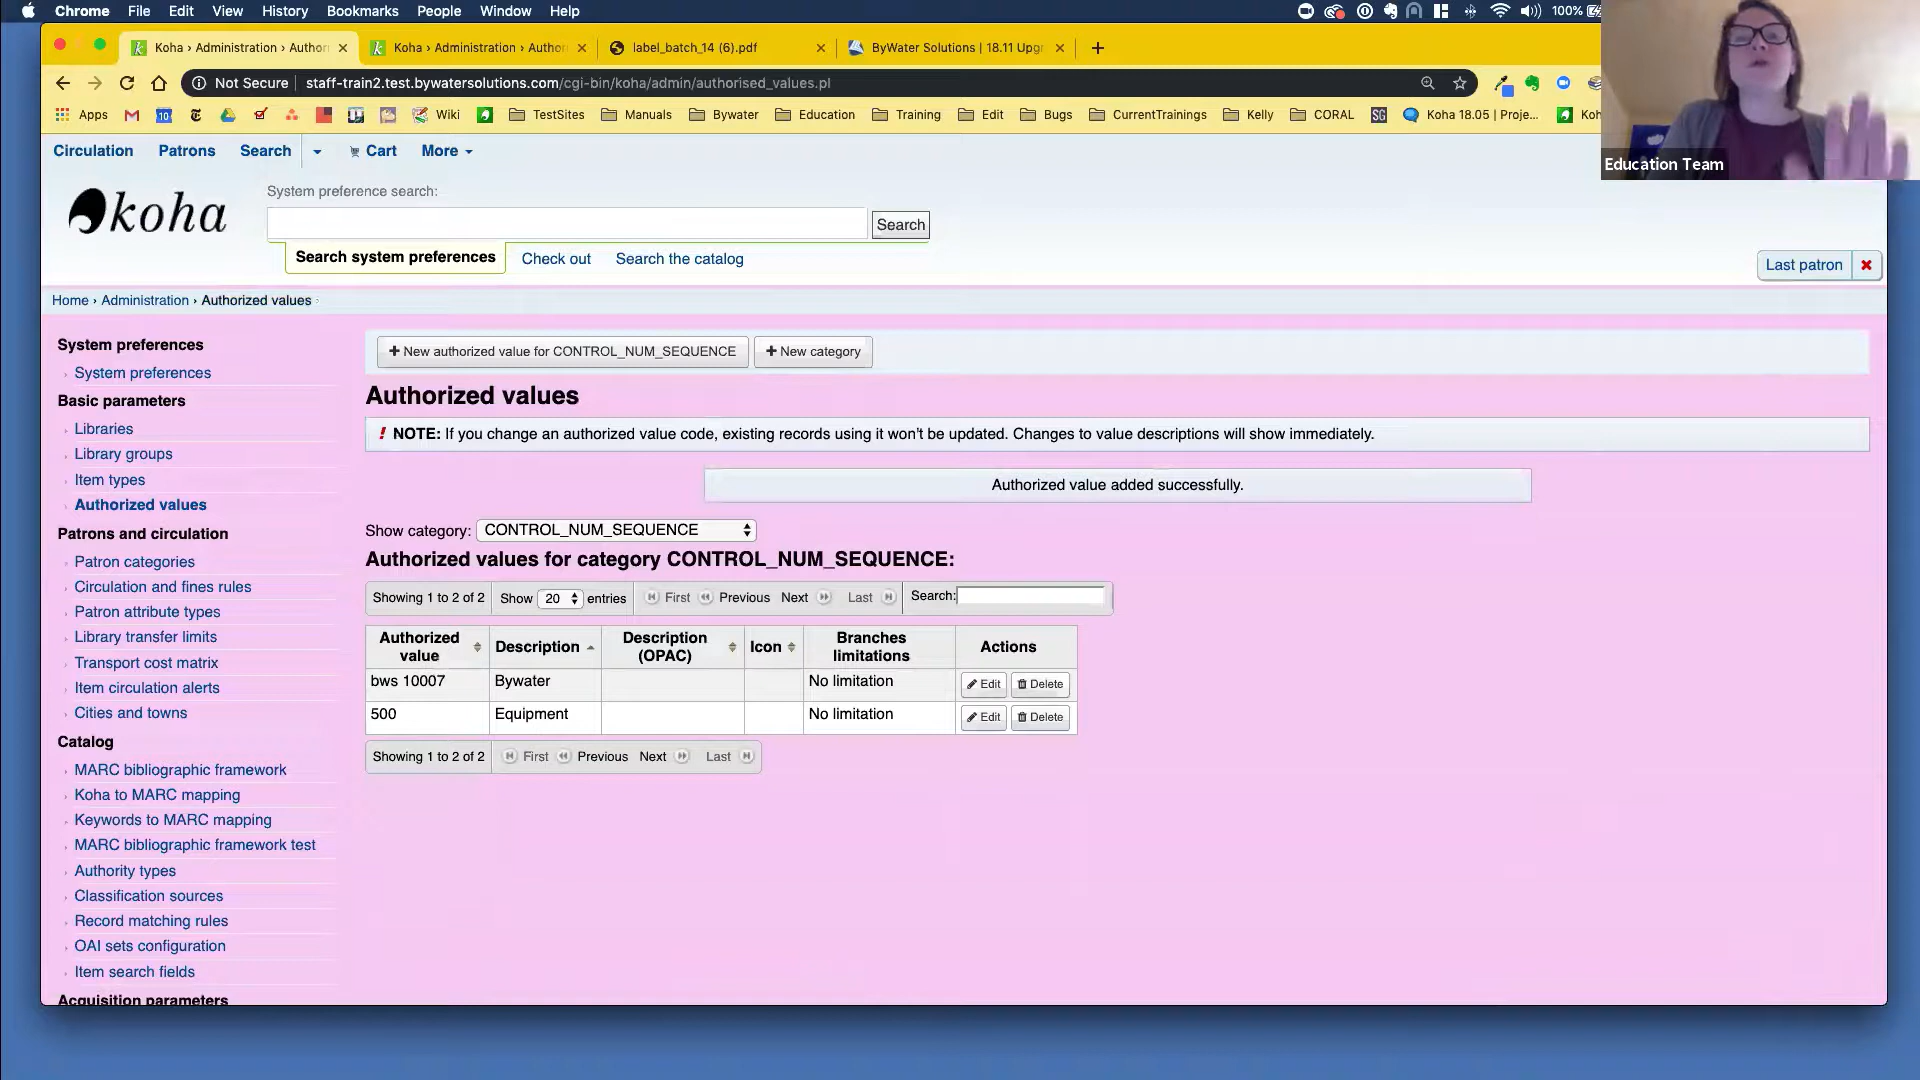 Chrome File Edit View History Bookmarks People Window Help 100%
Koha › Administration › Author
Koha › Administration › Autho
label_batch_14 (6).pdf
ByWater Solutions | 18.11 Upg
Not Secure staff-train2.test.bywatersolutions.com/cgi-bin/koha/admin/authorised_values.pl
Apps Wiki TestSites Manuals Bywater Education Training Edit Bugs CurrentTrainings Kelly CORAL SG Koha 18.05 | Proje... Koh
Education Team
Circulation Patrons Search Cart More
koha
System preference search:
Search
Search system preferences Check out Search the catalog
Last patron
Home › Administration › Authorized values ›
System preferences
System preferences
Basic parameters
Libraries
Library groups
Item types
Authorized values
Patrons and circulation
Patron categories
Circulation and fines rules
Patron attribute types
Library transfer limits
Transport cost matrix
Item circulation alerts
Cities and towns
Catalog
MARC bibliographic framework
Koha to MARC mapping
Keywords to MARC mapping
MARC bibliographic framework test
Authority types
Classification sources
Record matching rules
OAI sets configuration
Item search fields
Acquisition parameters
+ New authorized value for CONTROL_NUM_SEQUENCE
+ New category
Authorized values
! NOTE: If you change an authorized value code, existing records using it won't be updated. Changes to value descriptions will show immediately.
Authorized value added successfully.
Show category: CONTROL_NUM_SEQUENCE
Authorized values for category CONTROL_NUM_SEQUENCE:
Showing 1 to 2 of 2 Show 20 entries First Previous Next Last Search:
Authorized value Description Description (OPAC) Icon Branches limitations Actions
bws 10007 Bywater No limitation Edit Delete
500 Equipment No limitation Edit Delete
Showing 1 to 2 of 2 First Previous Next Last